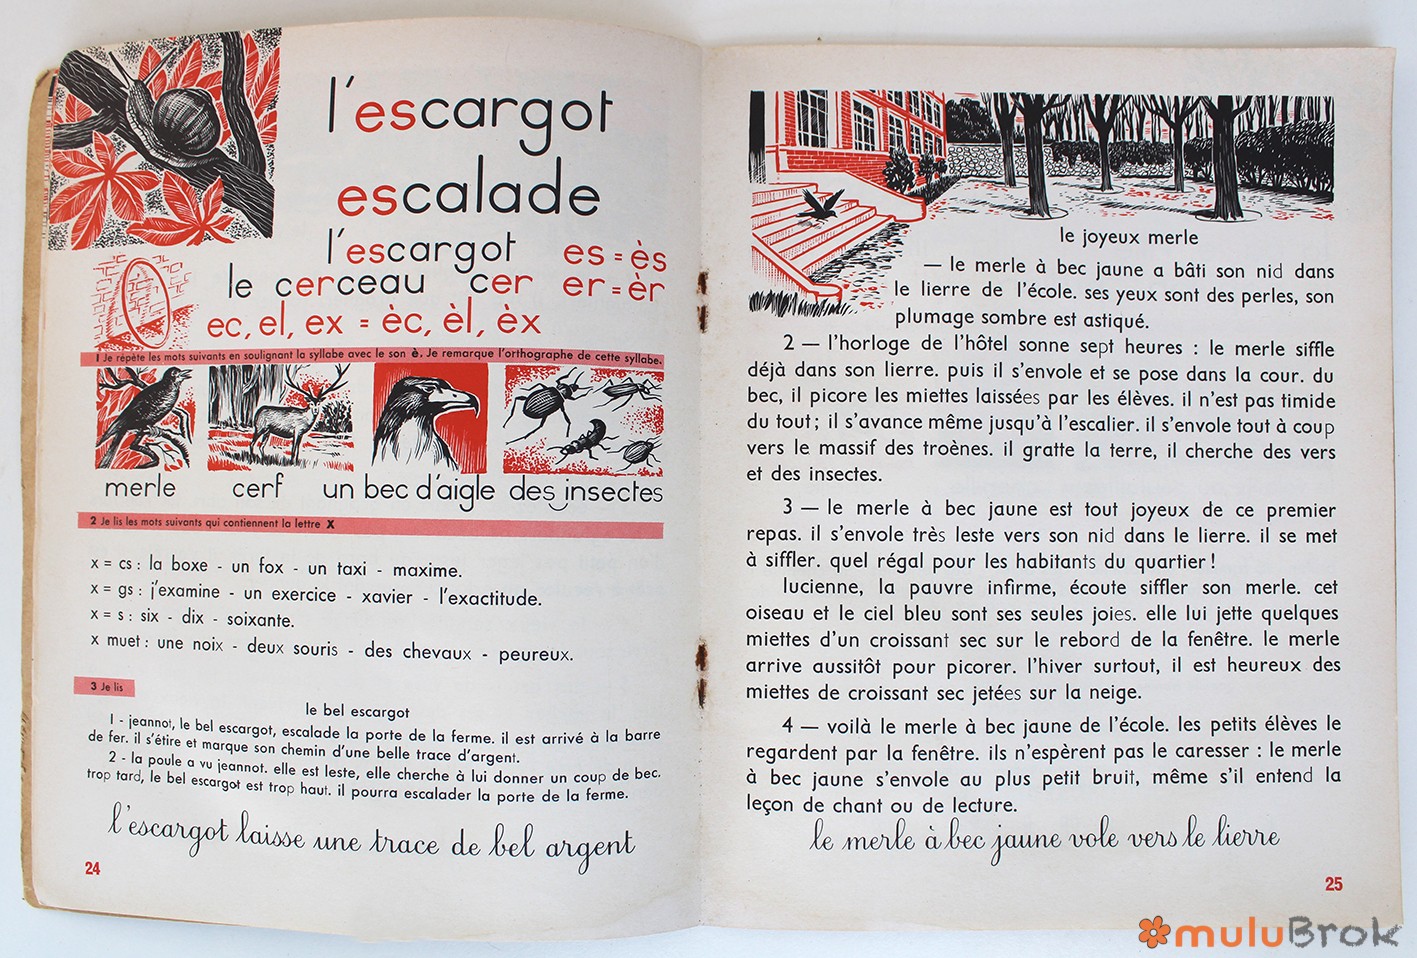 l'escargot
escalade
l'escargot es = ès
le cerceau cer er = èr
ec, el, ex = èc, èl, èx
1 Je répète les mots suivants en soulignant la syllabe avec le son è. Je remarque l'orthographe de cette syllabe.
merle cerf un bec d'aigle des insectes
2 Je lis les mots suivants qui contiennent la lettre x
x = cs : la boxe - un fox - un taxi - maxime.
x = gs : j'examine - un exercice - xavier - l'exactitude.
x = s : six - dix - soixante.
x muet : une noix - deux souris - des chevaux - peureux.
3 Je lis
le bel escargot
1 - jeannot, le bel escargot, escalade la porte de la ferme. il est arrivé à la barre
de fer. il s'étire et marque son chemin d'une belle trace d'argent.
2 - la poule a vu jeannot. elle est leste, elle cherche à lui donner un coup de bec.
trop tard, le bel escargot est trop haut. il pourra escalader la porte de la ferme.
l'escargot laisse une trace de bel argent
24
le joyeux merle
— le merle à bec jaune a bâti son nid dans
le lierre de l'école. ses yeux sont des perles, son
plumage sombre est astiqué.
2 — l'horloge de l'hôtel sonne sept heures : le merle siffle
déjà dans son lierre. puis il s'envole et se pose dans la cour. du
bec, il picore les miettes laissées par les élèves. il n'est pas timide
du tout ; il s'avance même jusqu'à l'escalier. il s'envole tout à coup
vers le massif des troènes. il gratte la terre, il cherche des vers
et des insectes.
3 — le merle à bec jaune est tout joyeux de ce premier
repas. il s'envole très leste vers son nid dans le lierre. il se met
à siffler. quel régal pour les habitants du quartier !
lucienne, la pauvre infirme, écoute siffler son merle. cet
oiseau et le ciel bleu sont ses seules joies. elle lui jette quelques
miettes d'un croissant sec sur le rebord de la fenêtre. le merle
arrive aussitôt pour picorer. l'hiver surtout, il est heureux des
miettes de croissant sec jetées sur la neige.
4 — voilà le merle à bec jaune de l'école. les petits élèves le
regardent par la fenêtre. ils n'espèrent pas le caresser : le merle
à bec jaune s'envole au plus petit bruit, même s'il entend la
leçon de chant ou de lecture.
le merle à bec jaune vole vers le lierre
25
muluBrok